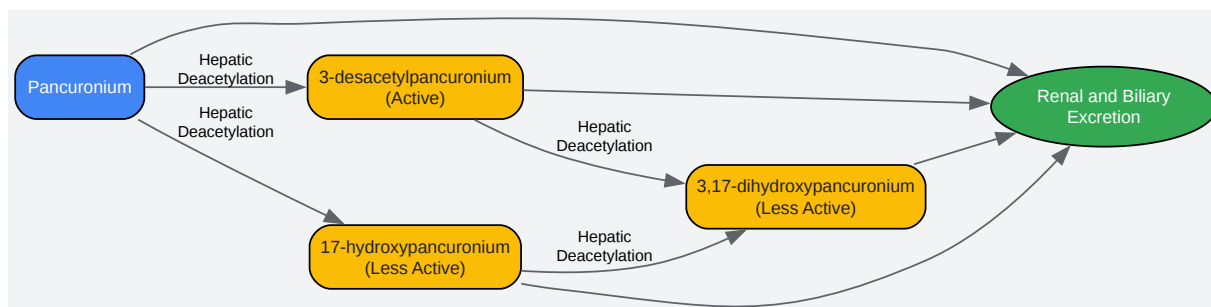 Pancuronium
Hepatic
Deacetylation
3-desacetylpancuronium
(Active)
Hepatic
Deacetylation
Renal and Biliary
Excretion
Hepatic
Deacetylation
3,17-dihydroxypancuronium
(Less Active)
17-hydroxypancuronium
(Less Active)
Hepatic
Deacetylation